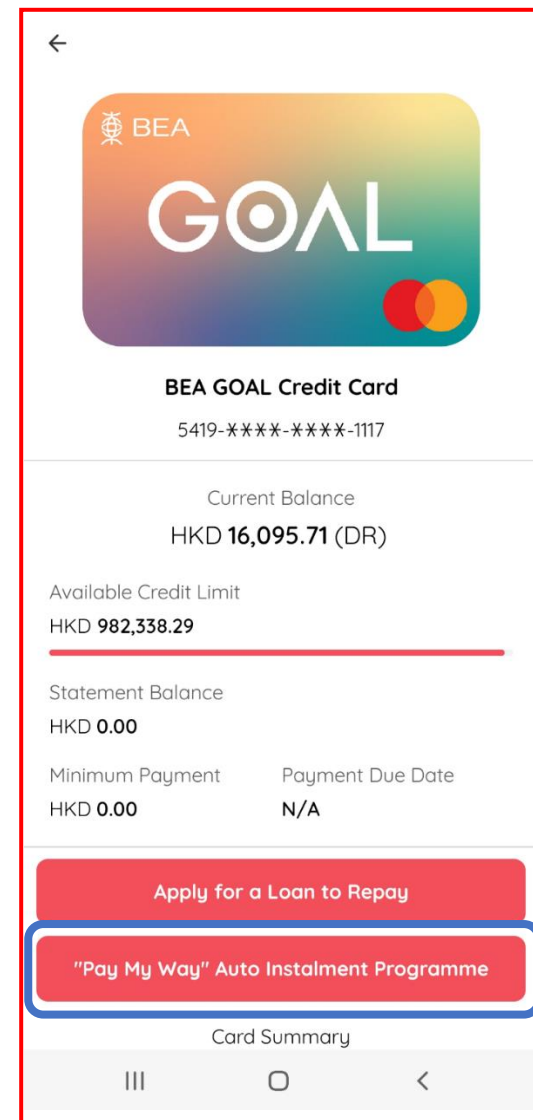 BEA
GOAL
BEA GOAL Credit Card
5419-****-****-1117
Current Balance
HKD 16,095.71 (DR)
Available Credit Limit
HKD 982,338.29
Statement Balance
HKD 0.00
Minimum Payment Payment Due Date
HKD 0.00 N/A
Apply for a Loan to Repay
"Pay My Way" Auto Instalment Programme
Card Summary